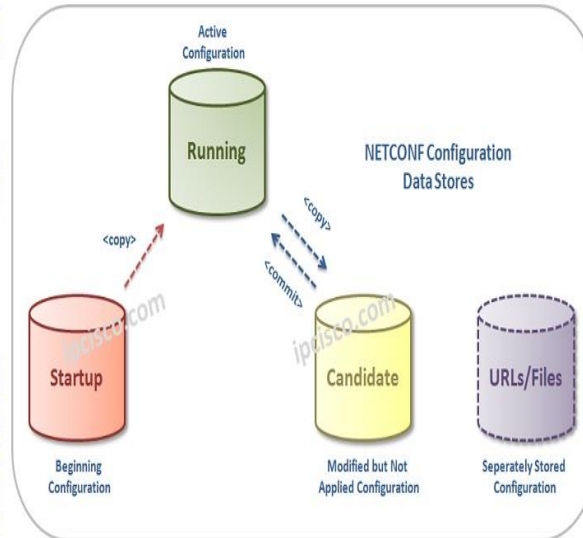 Active
Configuration
Running
NETCONF Configuration
Data Stores
<copy>
<copy>
<commit>
ipcisco.com
ipcisco.com
Startup
Candidate
URLs/Files
Beginning
Configuration
Modified but Not
Applied Configuration
Seperately Stored
Configuration